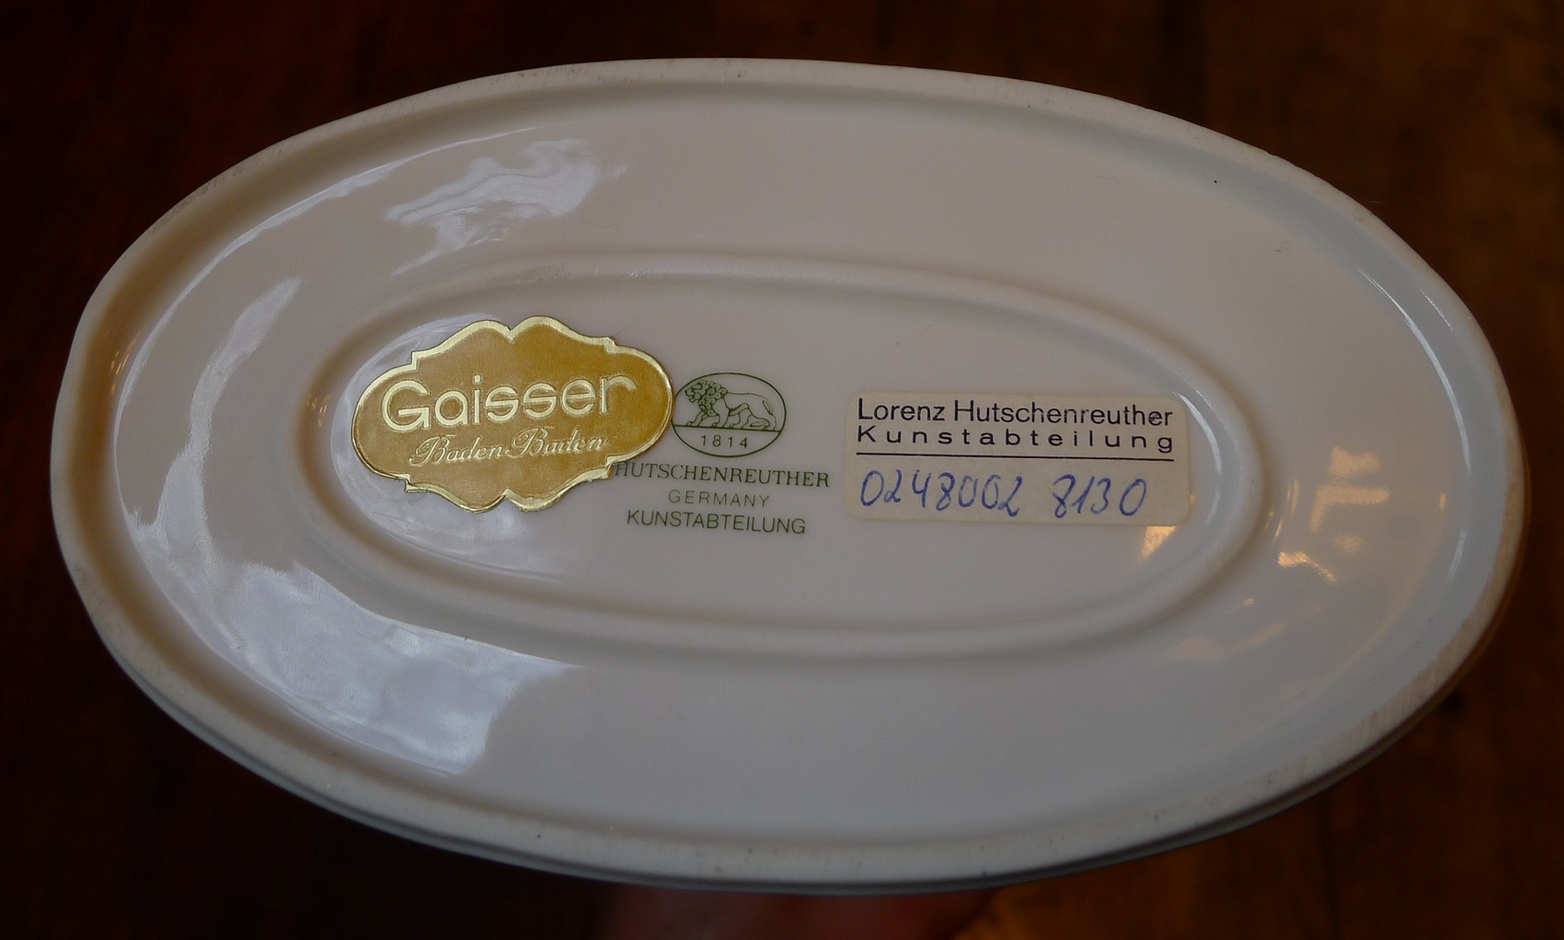 Gaisser
Baden-Baden
1814
HUTSCHENREUTHER
GERMANY
KUNSTABTEILUNG
Lorenz Hutschenreuther
Kunstabteilung
0248002 8130